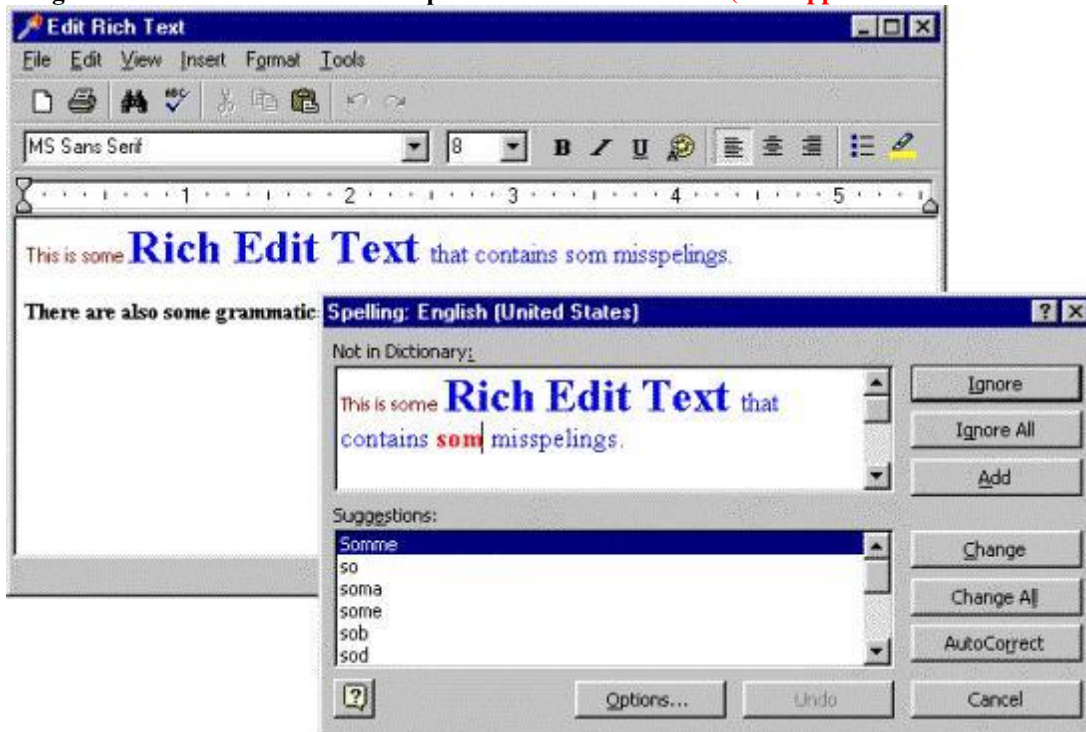 Edit Rich Text
File Edit View Insert Format Tools
ABC
MS Sans Serif 8 B I U A
1 2 3 4 5
This is some Rich Edit Text that contains som misspelings.
There are also some grammatic
Spelling: English (United States)
Not in Dictionary:
This is some Rich Edit Text that
contains som misspelings.
Ignore
Ignore All
Add
Suggestions:
Somme
so
soma
some
sob
sod
Change
Change All
AutoCorrect
Options... Undo Cancel